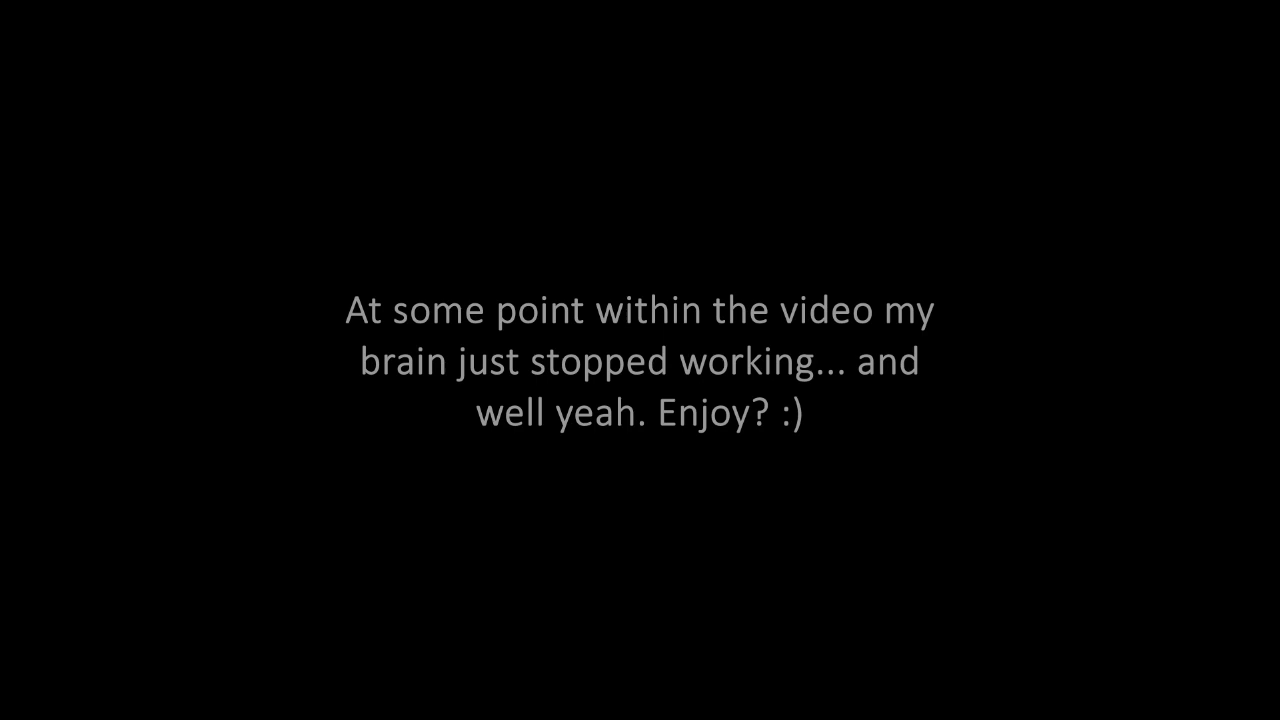 At some point within the video my
brain just stopped working... and
well yeah. Enjoy? :)